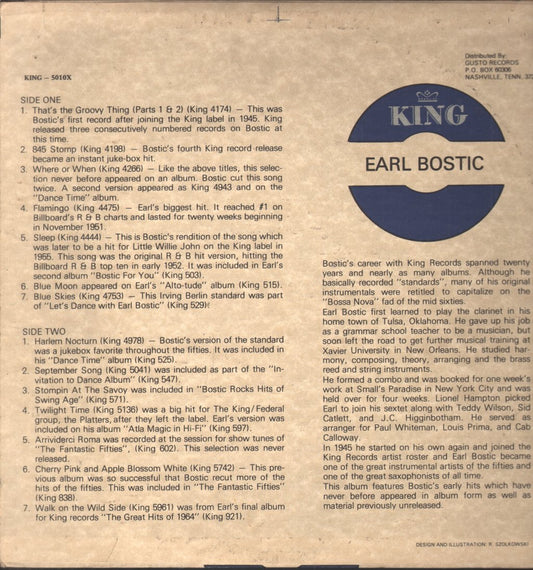 Distributed By:
GUSTO RECORDS
P.O. BOX 60306
NASHVILLE, TENN.
KING – 5010X
SIDE ONE
1. That's the Groovy Thing (Parts 1 & 2) (King 4174) – This was
Bostic's first record after joining the King label in 1945. King
released three consecutively numbered records on Bostic at
this time.
2. 845 Stomp (King 4198) – Bostic's fourth King record release
became an instant juke-box hit.
3. Where or When (King 4266) – Like the above titles, this selec-
tion never before appeared on an album. Bostic cut this song
twice. A second version appeared as King 4943 and on the
"Dance Time" album.
4. Flamingo (King 4475) – Earl's biggest hit. It reached #1 on
Billboard's R & B charts and lasted for twenty weeks beginning
in November 1951.
5. Sleep (King 4444) – This is Bostic's rendition of the song which
was later to be a hit for Little Willie John on the King label in
1955. This song was the original R & B hit version, hitting the
Billboard R & B top ten in early 1952. It was included in Earl's
second album "Bostic For You" (King 503).
6. Blue Moon appeared on Earl's "Alto-tude" album (King 515).
7. Blue Skies (King 4753) – This Irving Berlin standard was part
of "Let's Dance with Earl Bostic" (King 529)!
SIDE TWO
1. Harlem Nocturn (King 4978) – Bostic's version of the standard
was a jukebox favorite throughout the fifties. It was included in
his "Dance Time" album (King 525).
2. September Song (King 5041) was included as part of the "In-
vitation to Dance Album" (King 547).
3. Stompin At the Savoy was included in "Bostic Rocks Hits of
Swing Age" (King 571).
4. Twilight Time (King 5136) was a big hit for The King/Federal
group, the Platters, after they left the label. Earl's version was
included on his album "Atla Magic in Hi-Fi" (King 597).
5. Arrividerci Roma was recorded at the session for show tunes of
"The Fantastic Fifties", (King 602). This selection was never
released.
6. Cherry Pink and Apple Blossom White (King 5742) – This pre-
vious album was so successful that Bostic recut more of the
hits of the fifties. This was included in "The Fantastic Fifties"
(King 838).
7. Walk on the Wild Side (King 5961) was from Earl's final album
for King records "The Great Hits of 1964" (King 921).
KING
EARL BOSTIC
Bostic's career with King Records spanned twenty
years and nearly as many albums. Although he
basically recorded "standards", many of his original
instrumentals were retitled to capitalize on the
"Bossa Nova" fad of the mid sixties.
Earl Bostic first learned to play the clarinet in his
home town of Tulsa, Oklahoma. He gave up his job
as a grammar school teacher to be a musician, but
soon left the road to get further musical training at
Xavier University in New Orleans. He studied har-
mony, composing, theory, arranging and the brass
reed and string instruments.
He formed a combo and was booked for one week's
work at Small's Paradise in New York City and was
held over for four weeks. Lionel Hampton picked
Earl to join his sextet along with Teddy Wilson, Sid
Catlett, and J.C. Higginbotham. He served as
arranger for Paul Whiteman, Louis Prima, and Cab
Calloway.
In 1945 he started on his own again and joined the
King Records artist roster and Earl Bostic became
one of the great instrumental artists of the fifties and
one of the great saxophonists of all time.
This album features Bostic's early hits which have
never before appeared in album form as well as
material previously unreleased.
DESIGN AND ILLUSTRATION: R. SZOLKOWSKI